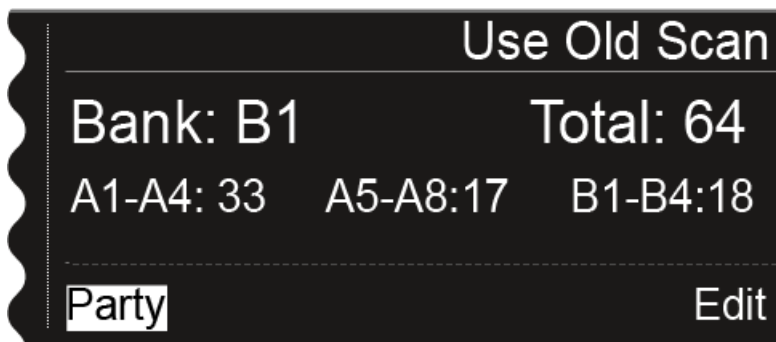 Use Old Scan
Bank: B1 Total: 64
A1-A4: 33 A5-A8:17 B1-B4:18
Party Edit